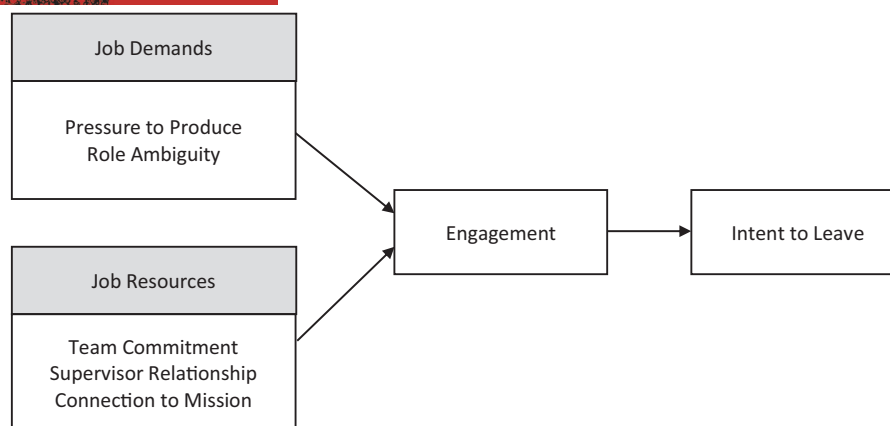 Job Demands
Pressure to Produce
Role Ambiguity
Engagement
Intent to Leave
Job Resources
Team Commitment
Supervisor Relationship
Connection to Mission